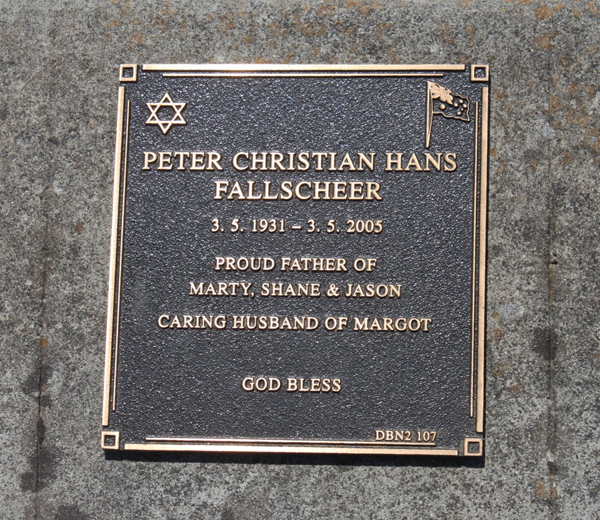 PETER CHRISTIAN HANS
FALLSCHEER
3. 5. 1931 – 3. 5. 2005
PROUD FATHER OF
MARTY, SHANE & JASON
CARING HUSBAND OF MARGOT
GOD BLESS
DBN2 107